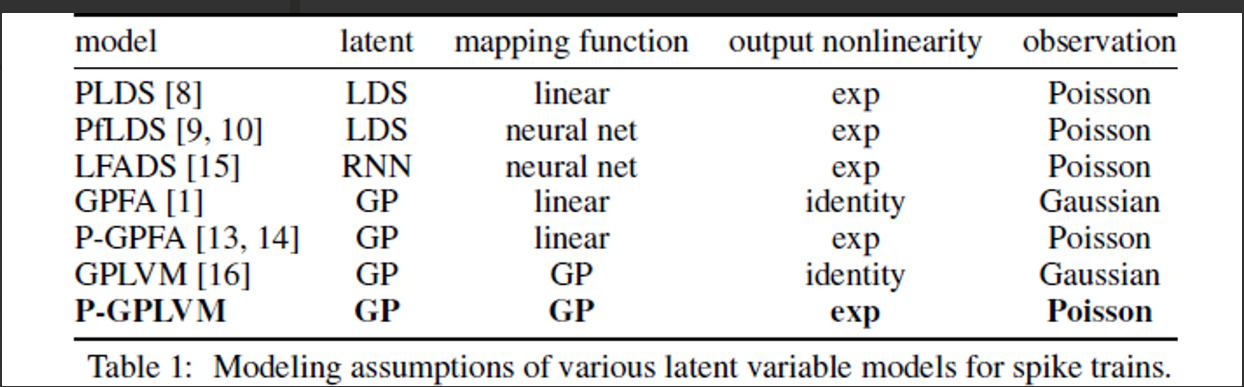 model latent mapping function output nonlinearity observation
PLDS [8] LDS linear exp Poisson
PfLDS [9, 10] LDS neural net exp Poisson
LFADS [15] RNN neural net exp Poisson
GPFA [1] GP linear identity Gaussian
P-GPFA [13, 14] GP linear exp Poisson
GPLVM [16] GP GP identity Gaussian
P-GPLVM GP GP exp Poisson
Table 1: Modeling assumptions of various latent variable models for spike trains.